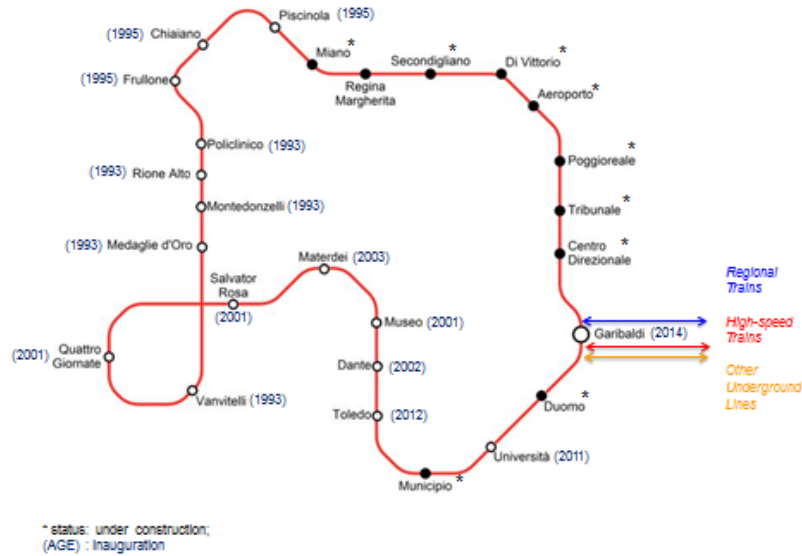 Piscinola (1995)
(1995) Chiaiano
Miano*
*
Secondigliano
*
Di Vittorio
(1995) Frullone
Regina
Margherita
Aeroporto*
Policlinico (1993)
*
Poggioreale
(1993) Rione Alto
Montedonzelli (1993)
*
Tribunale
(1993) Medaglie d'Oro
Materdei (2003)
*
Centro
Direzionale
Salvator
Rosa
(2001)
Regional
Trains
Museo (2001)
Garibaldi (2014)
High-speed
Trains
(2001) Quattro
Giornate
Dante (2002)
Other
Underground
Lines
Vanvitelli (1993)
Toledo (2012)
Duomo *
Università (2011)
Municipio *
* status: under construction;
(AGE) : Inauguration